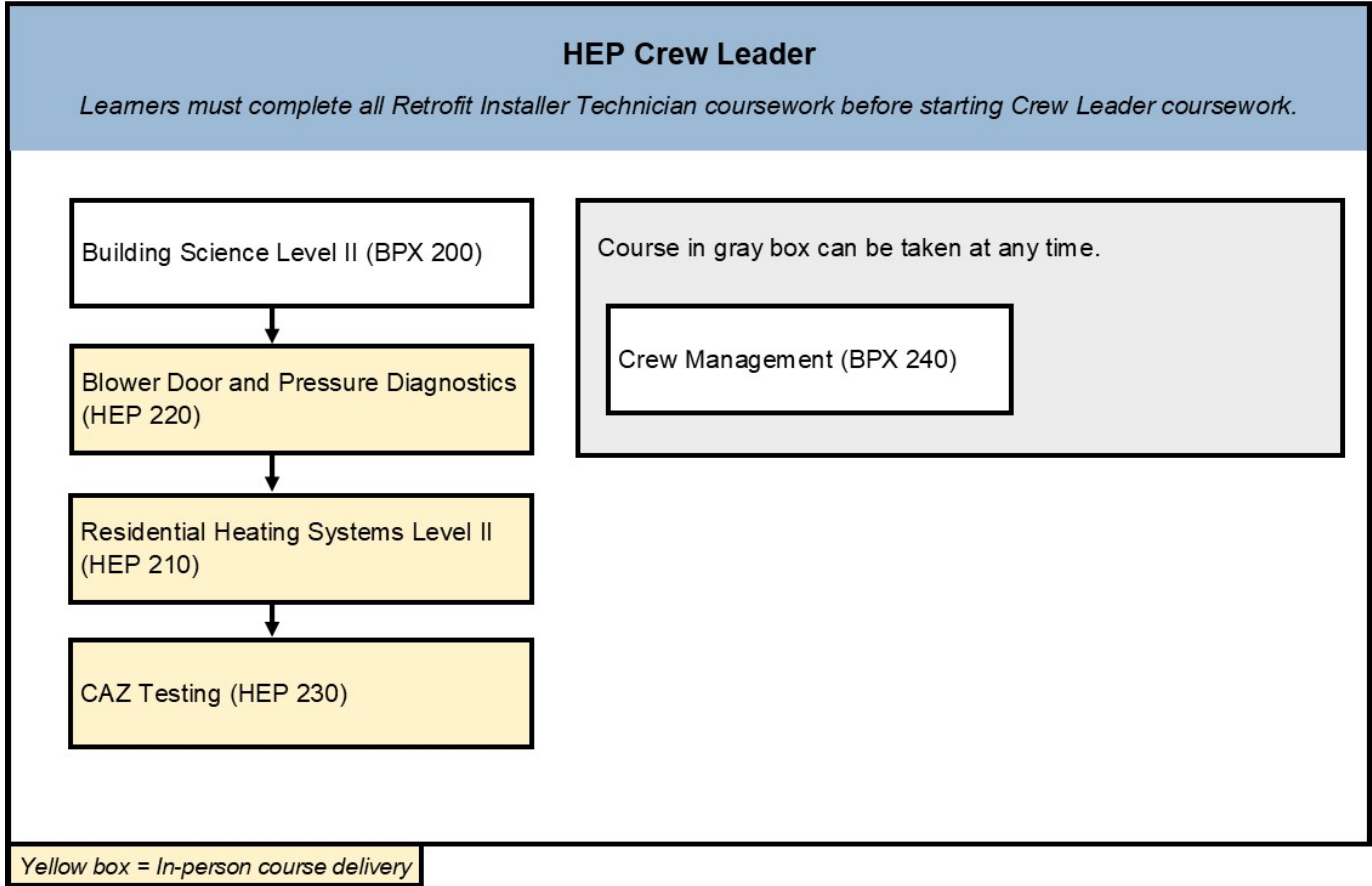 HEP Crew Leader
Learners must complete all Retrofit Installer Technician coursework before starting Crew Leader coursework.
Building Science Level II (BPX 200)
Blower Door and Pressure Diagnostics
(HEP 220)
Residential Heating Systems Level II
(HEP 210)
CAZ Testing (HEP 230)
Course in gray box can be taken at any time.
Crew Management (BPX 240)
Yellow box = In-person course delivery